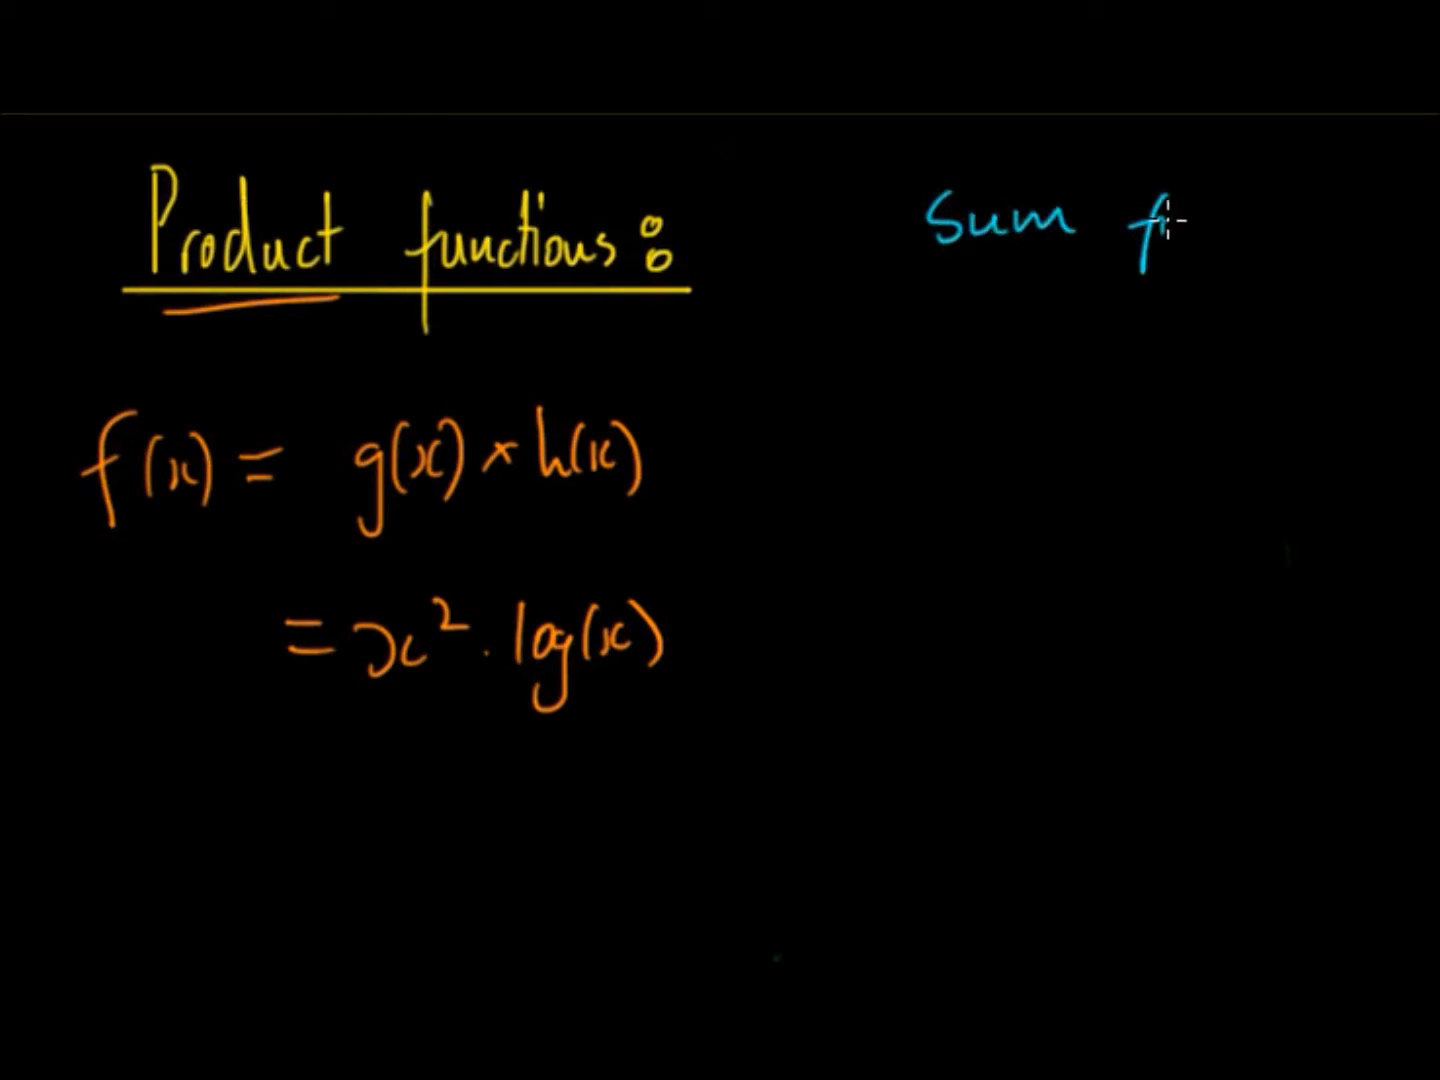 Product functions:
Sum f
f(x) = g(x) × h(x)
= x² . log(x)